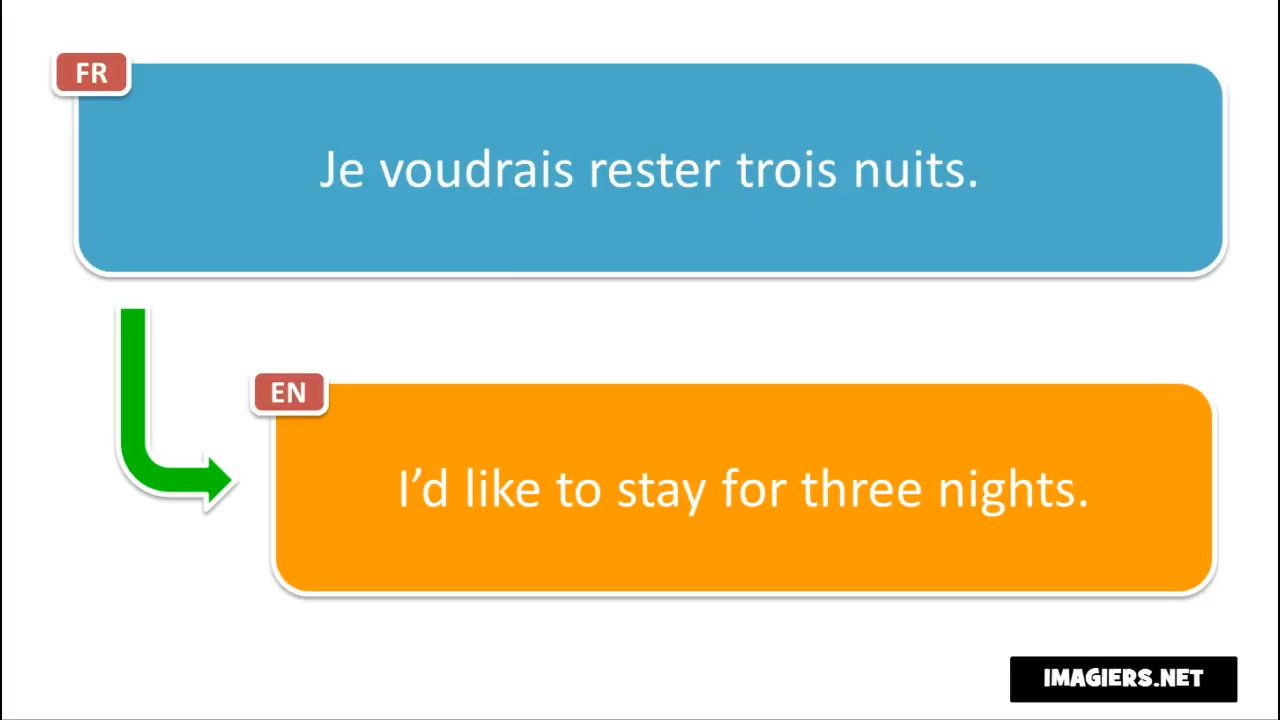 FR
Je voudrais rester trois nuits.
EN
I’d like to stay for three nights.
IMAGIERS.NET